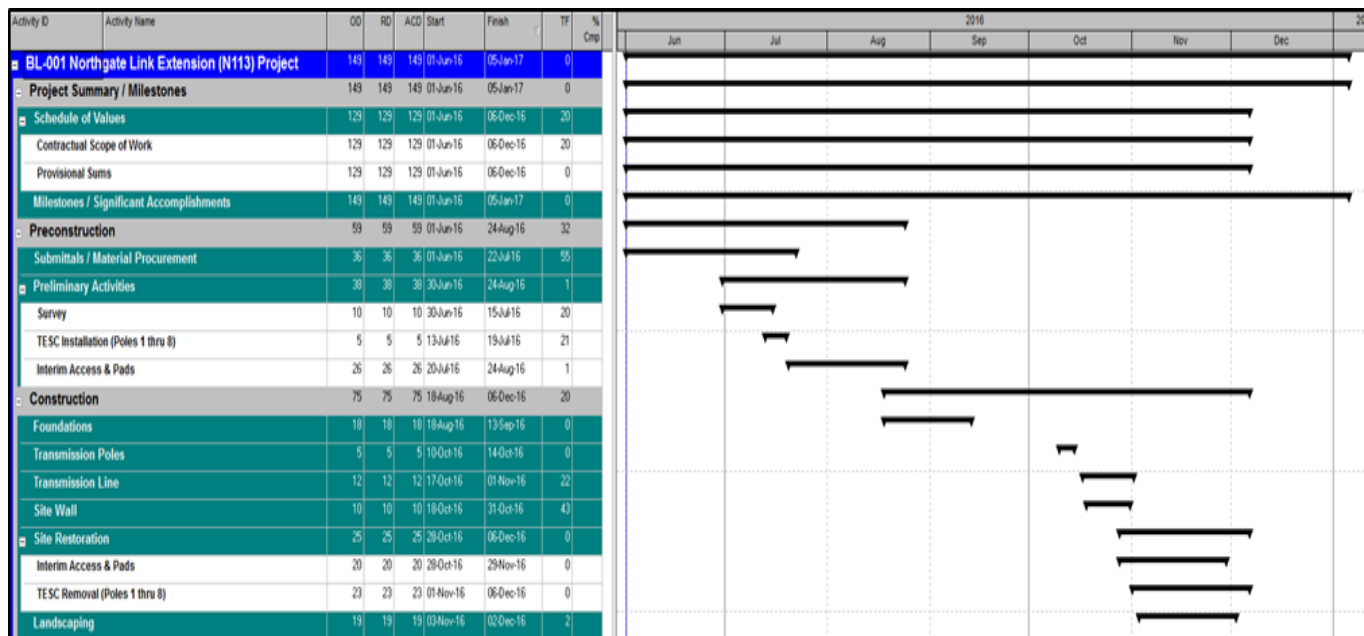 Activity ID Activity Name OD RD ACD Start Finish TF % Cmp 2016 20
Jun Jul Aug Sep Oct Nov Dec
BL-001 Northgate Link Extension (N113) Project 149 149 149 01-Jun-16 05-Jan-17 0
Project Summary / Milestones 149 149 149 01-Jun-16 05-Jan-17 0
Schedule of Values 129 129 129 01-Jun-16 06-Dec-16 20
Contractual Scope of Work 129 129 129 01-Jun-16 06-Dec-16 20
Provisional Sums 129 129 129 01-Jun-16 06-Dec-16 0
Milestones / Significant Accomplishments 149 149 149 01-Jun-16 05-Jan-17 0
Preconstruction 59 59 59 01-Jun-16 24-Aug-16 32
Submittals / Material Procurement 36 36 36 01-Jun-16 22-Jul-16 55
Preliminary Activities 38 38 38 30-Jun-16 24-Aug-16 1
Survey 10 10 10 30-Jun-16 15-Jul-16 20
TESC Installation (Poles 1 thru 8) 5 5 5 13-Jul-16 19-Jul-16 21
Interim Access & Pads 26 26 26 20-Jul-16 24-Aug-16 1
Construction 75 75 75 18-Aug-16 06-Dec-16 20
Foundations 18 18 18 18-Aug-16 13-Sep-16 0
Transmission Poles 5 5 5 10-Oct-16 14-Oct-16 0
Transmission Line 12 12 12 17-Oct-16 01-Nov-16 22
Site Wall 10 10 10 18-Oct-16 31-Oct-16 43
Site Restoration 25 25 25 28-Oct-16 06-Dec-16 0
Interim Access & Pads 20 20 20 28-Oct-16 29-Nov-16 0
TESC Removal (Poles 1 thru 8) 23 23 23 01-Nov-16 06-Dec-16 0
Landscaping 19 19 19 03-Nov-16 02-Dec-16 2